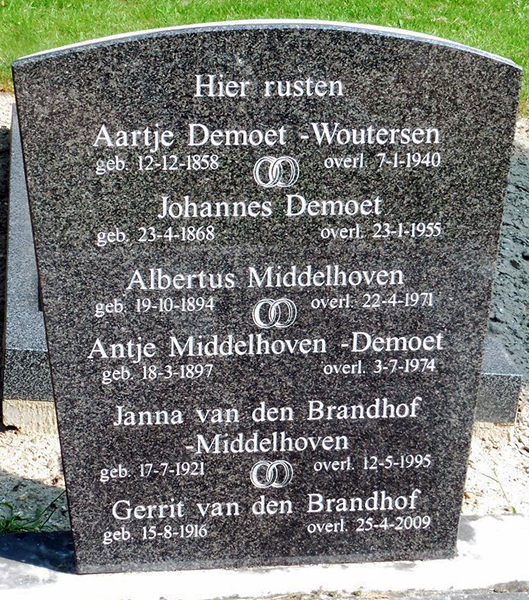 Hier rusten
Aartje Demoet -Woutersen
geb. 12-12-1858 overl. 7-1-1940
Johannes Demoet
geb. 23-4-1868 overl. 23-1-1955
Albertus Middelhoven
geb. 19-10-1894 overl. 22-4-1971
Antje Middelhoven -Demoet
geb. 18-3-1897 overl. 3-7-1974
Janna van den Brandhof
-Middelhoven
geb. 17-7-1921 overl. 12-5-1995
Gerrit van den Brandhof
geb. 15-8-1916 overl. 25-4-2009